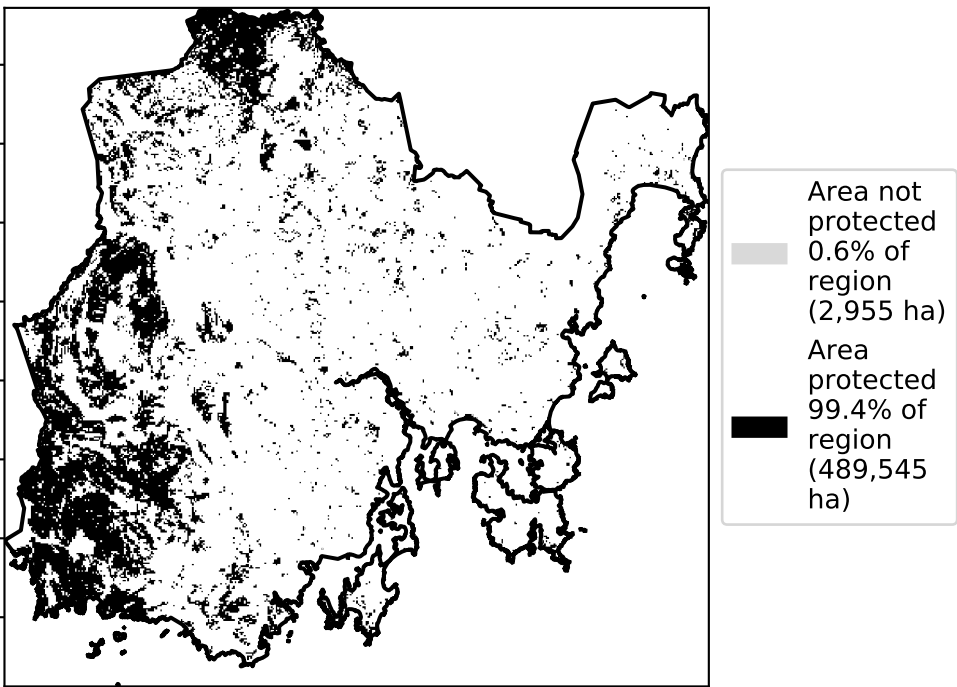 Area not
protected
0.6% of
region
(2,955 ha)
Area
protected
99.4% of
region
(489,545
ha)